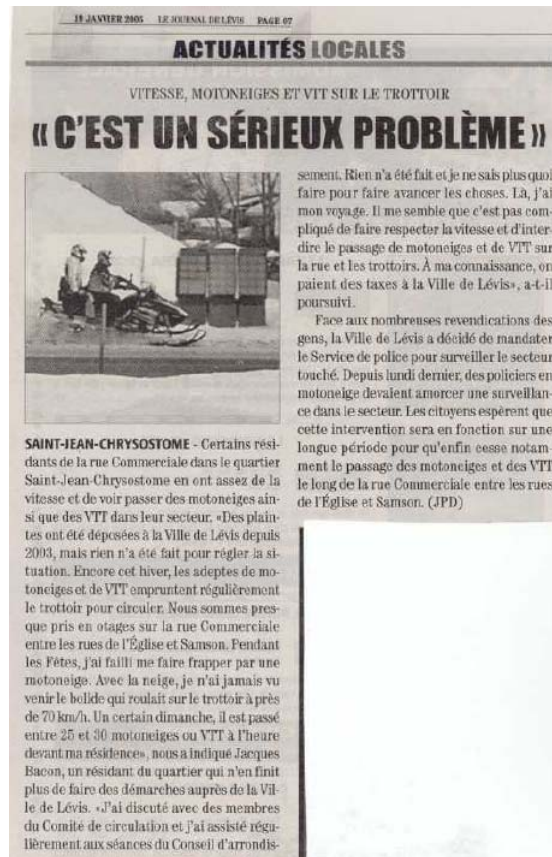 19 JANVIER 2005 LE JOURNAL DE LÉVIS PAGE 07
ACTUALITÉS LOCALES
VITESSE, MOTONEIGES ET VTT SUR LE TROTTOIR
« C'EST UN SÉRIEUX PROBLÈME »
SAINT-JEAN-CHRYSOSTOME - Certains rési-
dants de la rue Commerciale dans le quartier
Saint-Jean-Chrysostome en ont assez de la
vitesse et de voir passer des motoneiges ain-
si que des VTT dans leur secteur. «Des plain-
tes ont été déposées à la Ville de Lévis depuis
2003, mais rien n'a été fait pour régler la si-
tuation. Encore cet hiver, les adeptes de mo-
toneiges et de VTT empruntent régulièrement
le trottoir pour circuler. Nous sommes pres-
que pris en otages sur la rue Commerciale
entre les rues de l'Église et Samson. Pendant
les Fêtes, j'ai failli me faire frapper par une
motoneige. Avec la neige, je n'ai jamais vu
venir le bolide qui roulait sur le trottoir à près
de 70 km/h. Un certain dimanche, il est passé
entre 25 et 30 motoneiges ou VTT à l'heure
devant ma résidence», nous a indiqué Jacques
Bacon, un résidant du quartier qui n'en finit
plus de faire des démarches auprès de la Vil-
le de Lévis. «J'ai discuté avec des membres
du Comité de circulation et j'ai assisté régu-
lièrement aux séances du Conseil d'arrondis-
sement. Rien n'a été fait et je ne sais plus quoi
faire pour faire avancer les choses. Là, j'ai
mon voyage. Il me semble que c'est pas com-
pliqué de faire respecter la vitesse et d'inter-
dire le passage de motoneiges et de VTT sur
la rue et les trottoirs. À ma connaissance, on
paient des taxes à la Ville de Lévis», a-t-il
poursuivi.
Face aux nombreuses revendications des
gens, la Ville de Lévis a décidé de mandater
le Service de police pour surveiller le secteur
touché. Depuis lundi dernier, des policiers en
motoneige devaient amorcer une surveillan-
ce dans le secteur. Les citoyens espèrent que
cette intervention sera en fonction sur une
longue période pour qu'enfin cesse notam-
ment le passage des motoneiges et des VTT
le long de la rue Commerciale entre les rues
de l'Église et Samson. (JPD)